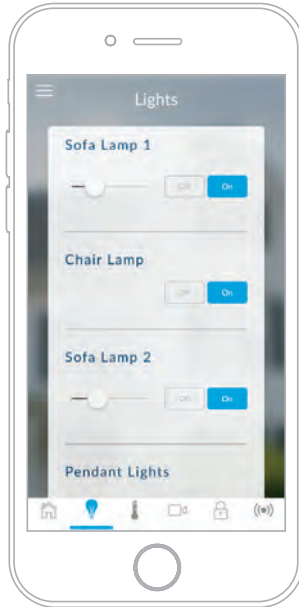 Lights
Sofa Lamp 1
Off On
Chair Lamp
Off On
Sofa Lamp 2
Off On
Pendant Lights